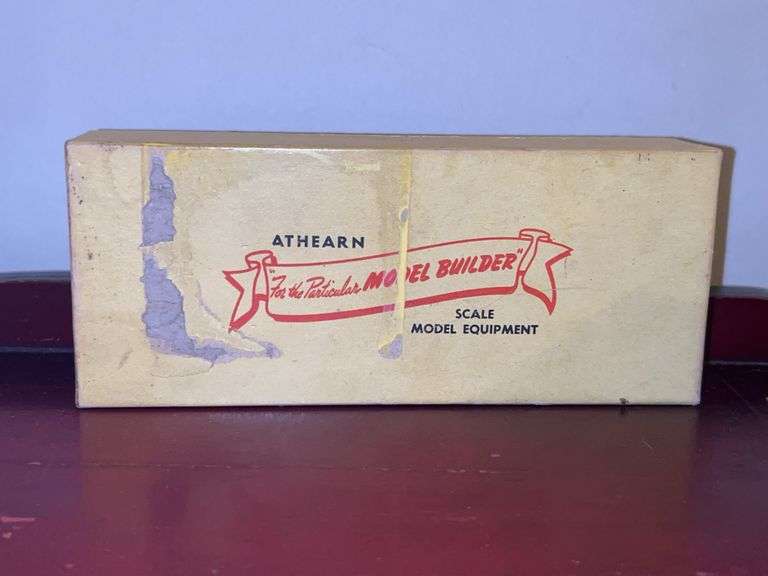 ATHEARN
"For the Particular MODEL BUILDER"
SCALE
MODEL EQUIPMENT